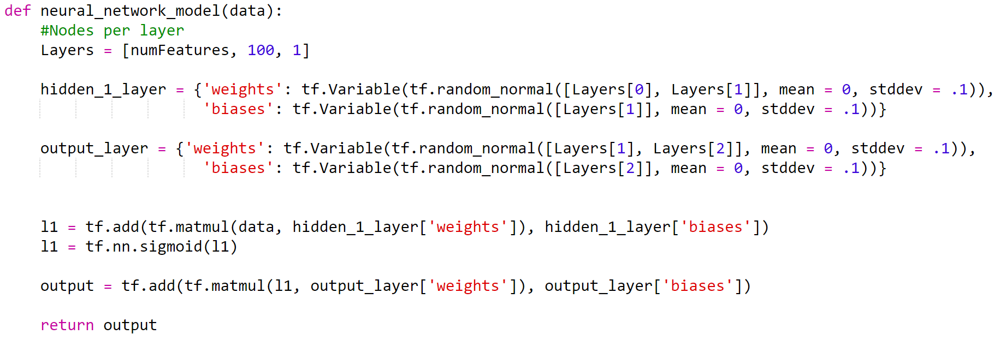 def neural_network_model(data):
    #Nodes per layer
    Layers = [numFeatures, 100, 1]

    hidden_1_layer = {'weights': tf.Variable(tf.random_normal([Layers[0], Layers[1]], mean = 0, stddev = .1)),
                      'biases': tf.Variable(tf.random_normal([Layers[1]], mean = 0, stddev = .1))}

    output_layer = {'weights': tf.Variable(tf.random_normal([Layers[1], Layers[2]], mean = 0, stddev = .1)),
                      'biases': tf.Variable(tf.random_normal([Layers[2]], mean = 0, stddev = .1))}


    l1 = tf.add(tf.matmul(data, hidden_1_layer['weights']), hidden_1_layer['biases'])
    l1 = tf.nn.sigmoid(l1)

    output = tf.add(tf.matmul(l1, output_layer['weights']), output_layer['biases'])

    return output